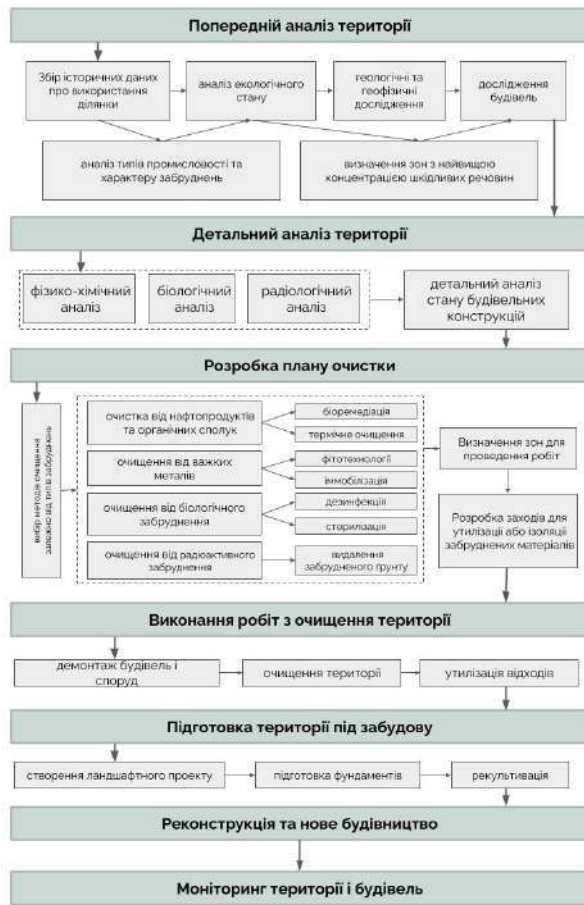 Попередній аналіз території
Збір історичних даних
про використання
ділянки
аналіз екологічного
стану
геологічні та
геофізичні
дослідження
дослідження
будівель
аналіз типів промисловості та
характеру забруднень
визначення зон з найвищою
концентрацією шкідливих речовин
Детальний аналіз території
фізико-хімічний
аналіз
біологічний
аналіз
радіологічний
аналіз
детальний аналіз
стану будівельних
конструкцій
Розробка плану очистки
вибір методів очищення
залежно від типів забруднень
очистка від нафтопродуктів
та органічних сполук
біоремедіація
термічне очищення
очищення від важких
металів
фітотехнології
іммобілізація
очищення від біологічного
забруднення
дезинфекція
стерилізація
очищення від радіоактивного
забруднення
видалення
забрудненого ґрунту
Визначення зон для
проведення робіт
Розробка заходів для
утилізації або ізоляції
забруднених матеріалів
Виконання робіт з очищення території
демонтаж будівель і
споруд
очищення території
утилізація відходів
Підготовка території під забудову
створення ландшафтного проекту
підготовка фундаментів
рекультивація
Реконструкція та нове будівництво
Моніторинг території і будівель